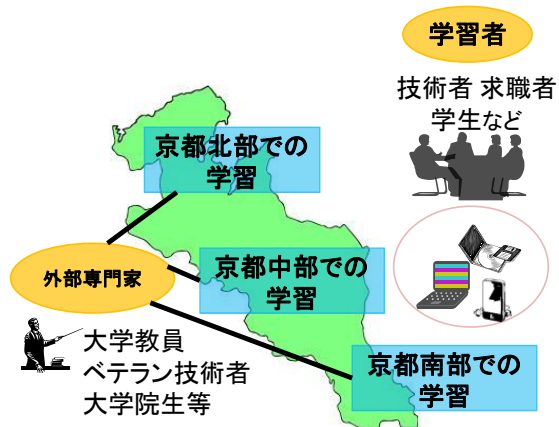 学習者
技術者 求職者
学生など
京都北部での
学習
京都中部での
学習
外部専門家
大学教員
ベテラン技術者
大学院生等
京都南部での
学習